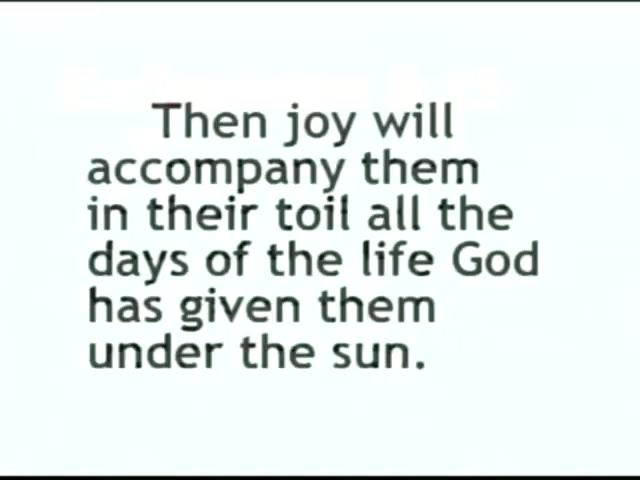 Then joy will
accompany them
in their toil all the
days of the life God
has given them
under the sun.